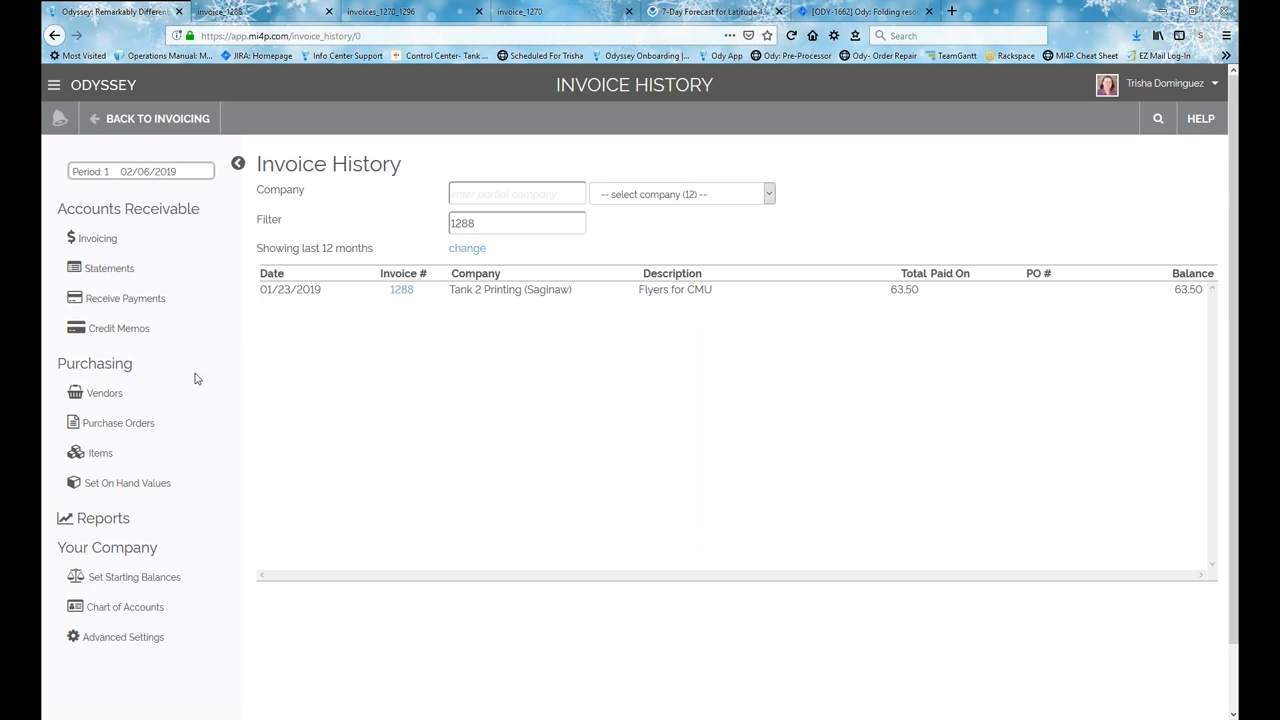 Odyssey: Remarkably Different
invoice_1288
invoices_1270_1296
invoice_1270
7-Day Forecast for Latitude 4
[ODY-1662] Ody: Folding reso
https://app.mi4p.com/invoice_history/0
Search
Most Visited
Operations Manual: M...
JIRA: Homepage
Info Center Support
Control Center- Tank ...
Scheduled For Trisha
Odyssey Onboarding |...
Ody App
Ody: Pre-Processor
Ody- Order Repair
TeamGantt
Rackspace
MI4P Cheat Sheet
EZ Mail Log-In
ODYSSEY
INVOICE HISTORY
Trisha Dominguez
BACK TO INVOICING
HELP
Period: 1 02/06/2019
Accounts Receivable
Invoicing
Statements
Receive Payments
Credit Memos
Purchasing
Vendors
Purchase Orders
Items
Set On Hand Values
Reports
Your Company
Set Starting Balances
Chart of Accounts
Advanced Settings
Invoice History
Company enter partial company -- select company (12) --
Filter 1288
Showing last 12 months change
Date Invoice # Company Description Total Paid On PO # Balance
01/23/2019 1288 Tank 2 Printing (Saginaw) Flyers for CMU 63.50 63.50